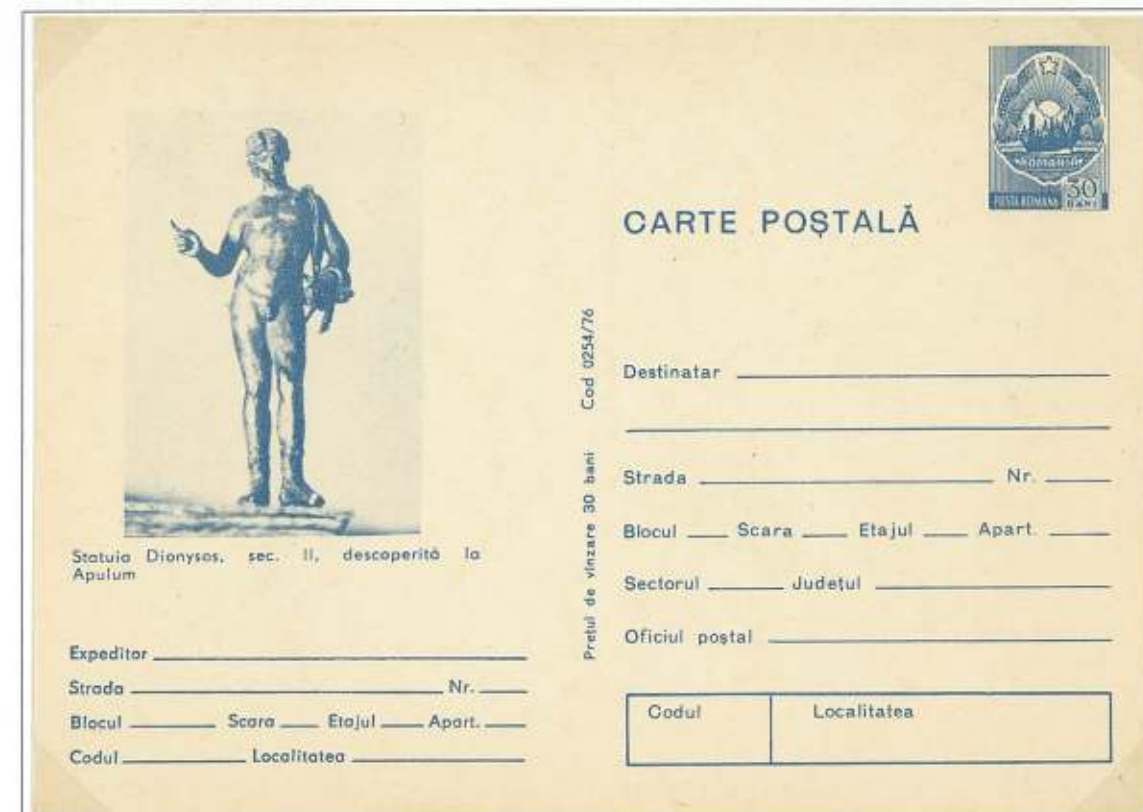 Statuia Dionysos, sec. II, descoperită la
Apulum
Expeditor
Strada Nr.
Blocul Scara Etajul Apart.
Codul Localitatea
Prețul de vînzare 30 bani Cod 0254/76
ROMANIA
POSTA ROMANA 30
BANI
CARTE POȘTALĂ
Destinatar
Strada Nr.
Blocul Scara Etajul Apart.
Sectorul Județul
Oficiul poștal
Codul Localitatea